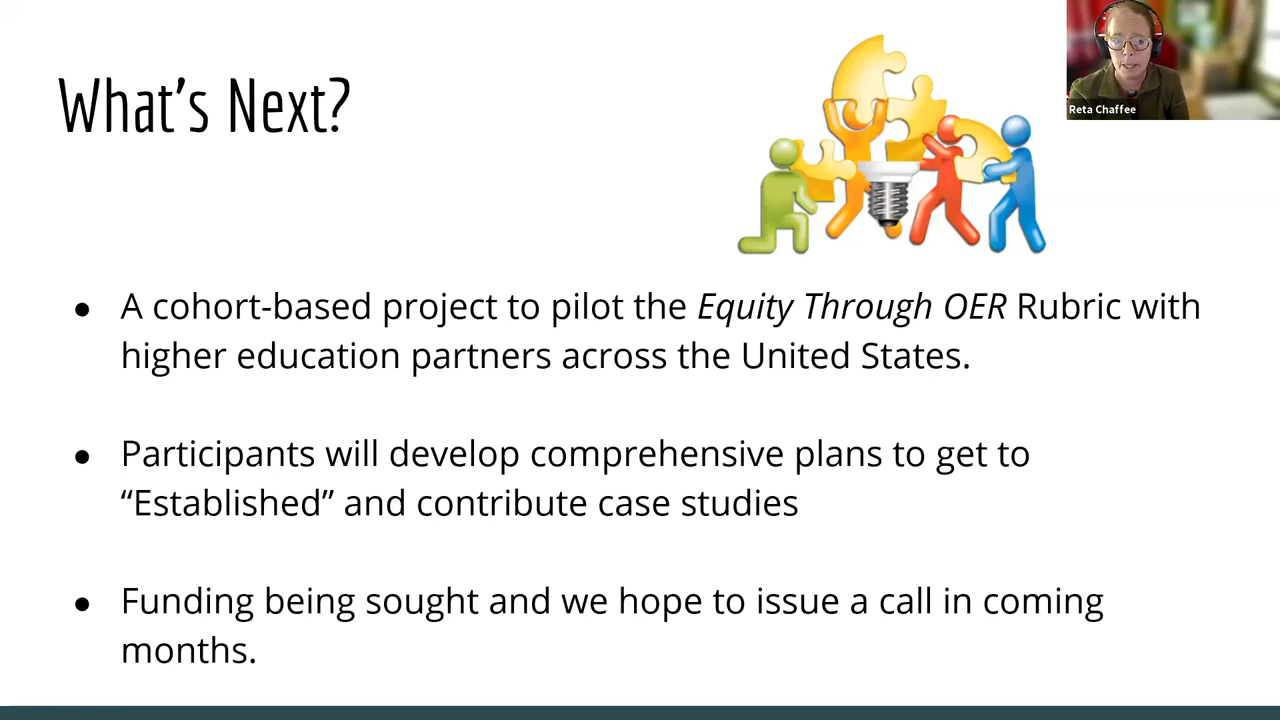 What's Next?
Reta Chaffee
● A cohort-based project to pilot the Equity Through OER Rubric with
higher education partners across the United States.
● Participants will develop comprehensive plans to get to
“Established” and contribute case studies
● Funding being sought and we hope to issue a call in coming
months.